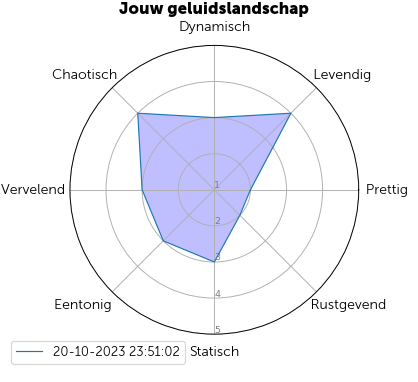 Jouw geluidslandschap
Dynamisch
Chaotisch
Levendig
Vervelend
1
Prettig
2
3
4
Eentonig
Rustgevend
5
20-10-2023 23:51:02
Statisch